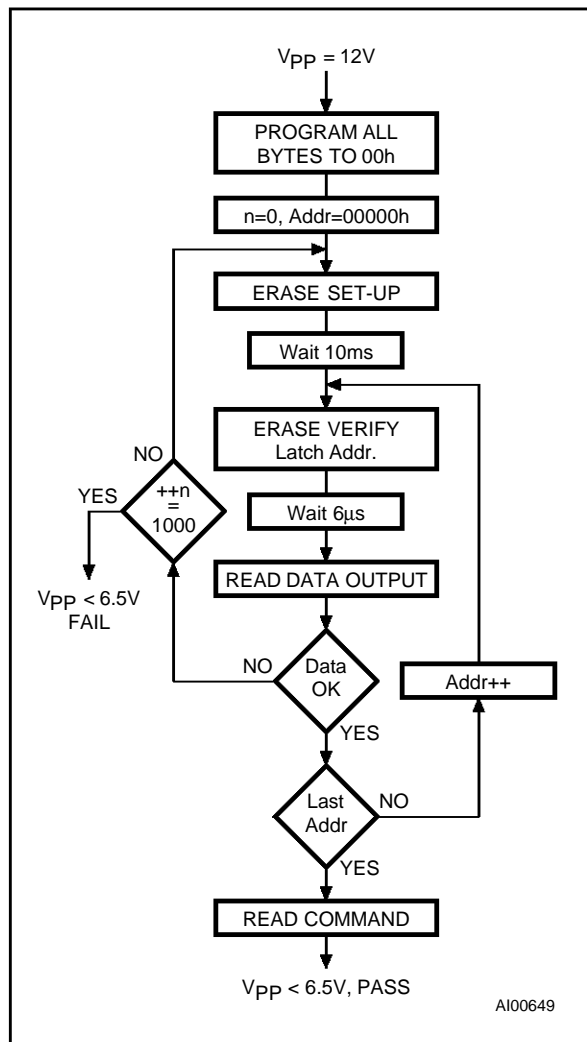 VPP = 12V
PROGRAM ALL
BYTES TO 00h
n=0, Addr=00000h
ERASE SET-UP
Wait 10ms
ERASE VERIFY
Latch Addr.
NO
YES
++n
=
1000
Wait 6µs
READ DATA OUTPUT
VPP < 6.5V
FAIL
NO
Data
OK
YES
Addr++
Last
Addr
NO
YES
READ COMMAND
VPP < 6.5V, PASS
AI00649